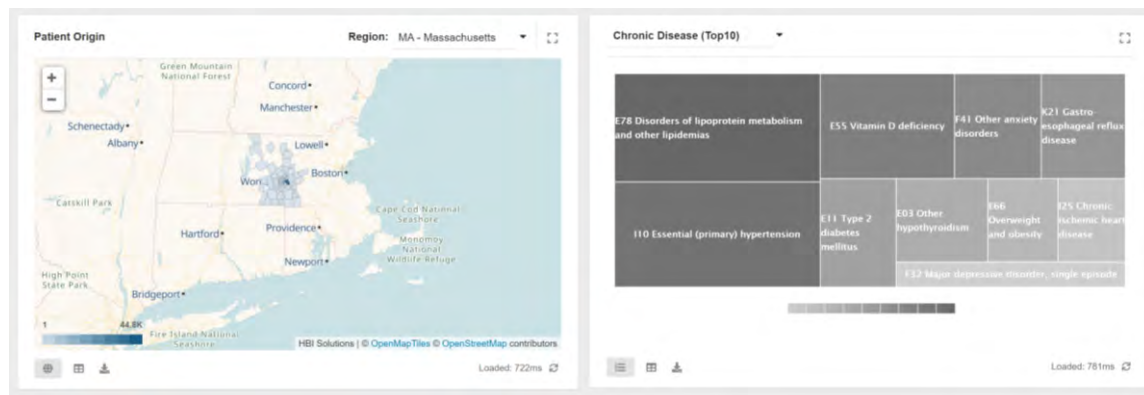 Patient Origin
Region: MA - Massachusetts
+
−
Green Mountain
National Forest
Concord
Manchester
Schenectady
Albany
Lowell
Boston
Wor...
Catskill Park
Cape Cod National
Seashore
Hartford
Providence
Monomoy
National
Wildlife Refuge
Newport
High Point
State Park
Bridgeport
1 44.8K
Fire Island National
Seashore
HBI Solutions | © OpenMapTiles © OpenStreetMap contributors
Loaded: 722ms
Chronic Disease (Top10)
E78 Disorders of lipoprotein metabolism
and other lipidemias
E55 Vitamin D deficiency
F41 Other anxiety
disorders
K21 Gastro-
esophageal reflux
disease
I10 Essential (primary) hypertension
E11 Type 2
diabetes
mellitus
E03 Other
hypothyroidism
E66
Overweight
and obesity
I25 Chronic
ischemic heart
disease
F32 Major depressive disorder, single episode
Loaded: 781ms